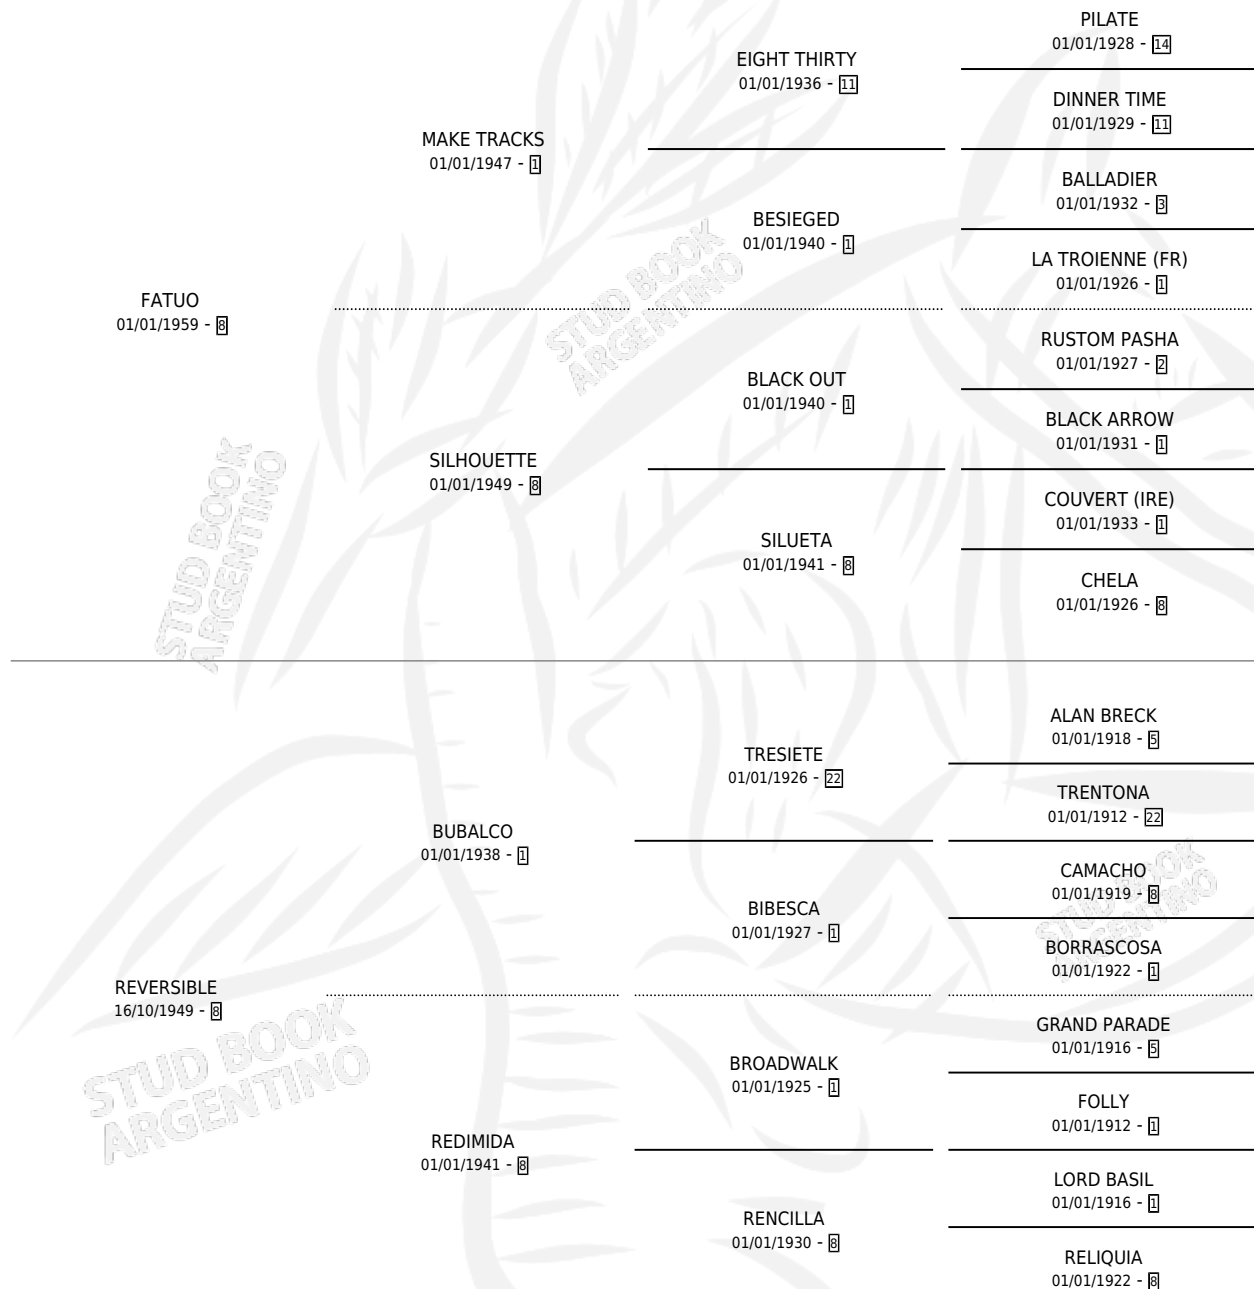 PILATE
01/01/1928 - 14
EIGHT THIRTY
01/01/1936 - 11
DINNER TIME
01/01/1929 - 11
MAKE TRACKS
01/01/1947 - 1
BALLADIER
01/01/1932 - 3
BESIEGED
01/01/1940 - 1
LA TROIENNE (FR)
01/01/1926 - 1
FATUO
01/01/1959 - 8
RUSTOM PASHA
01/01/1927 - 2
BLACK OUT
01/01/1940 - 1
BLACK ARROW
01/01/1931 - 1
SILHOUETTE
01/01/1949 - 8
COUVERT (IRE)
01/01/1933 - 1
SILUETA
01/01/1941 - 8
CHELA
01/01/1926 - 8
ALAN BRECK
01/01/1918 - 5
TRESIETE
01/01/1926 - 22
TRENTONA
01/01/1912 - 22
BUBALCO
01/01/1938 - 1
CAMACHO
01/01/1919 - 8
BIBESCA
01/01/1927 - 1
BORRASCOSA
01/01/1922 - 1
REVERSIBLE
16/10/1949 - 8
GRAND PARADE
01/01/1916 - 5
BROADWALK
01/01/1925 - 1
FOLLY
01/01/1912 - 1
REDIMIDA
01/01/1941 - 8
LORD BASIL
01/01/1916 - 1
RENCILLA
01/01/1930 - 8
RELIQUIA
01/01/1922 - 8
STUD BOOK
ARGENTINO
STUD BOOK
ARGENTINO
STUD BOOK
ARGENTINO
STUD BOOK
ARGENTINO